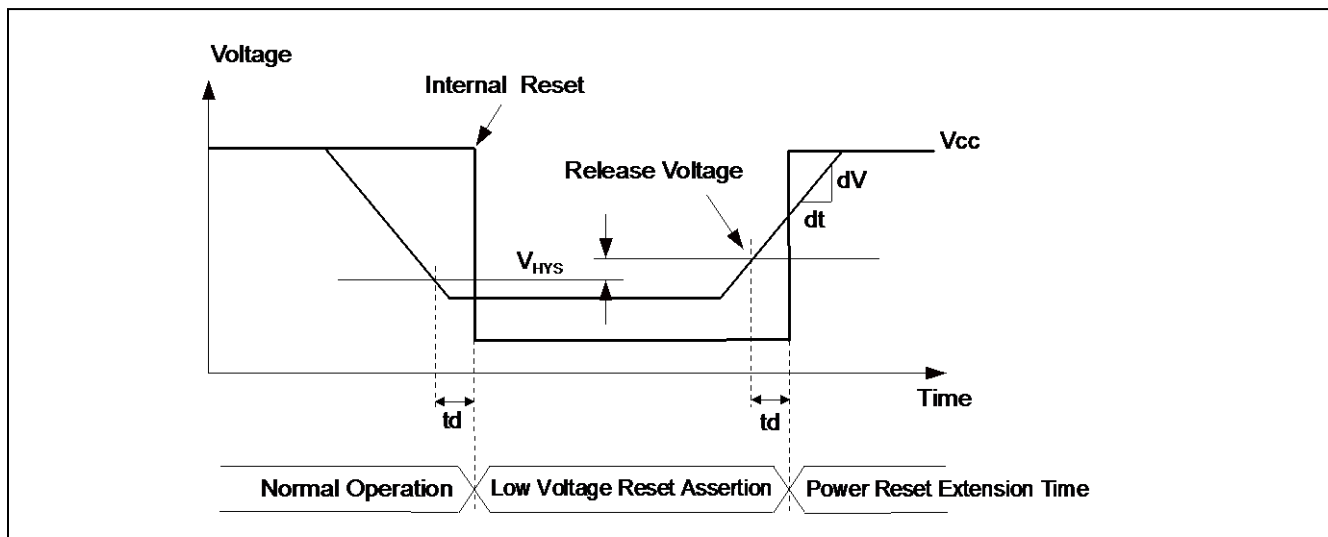 Voltage
Internal Reset
Vcc
Release Voltage
dV
dt
VHYS
Time
td
td
Normal Operation
Low Voltage Reset Assertion
Power Reset Extension Time